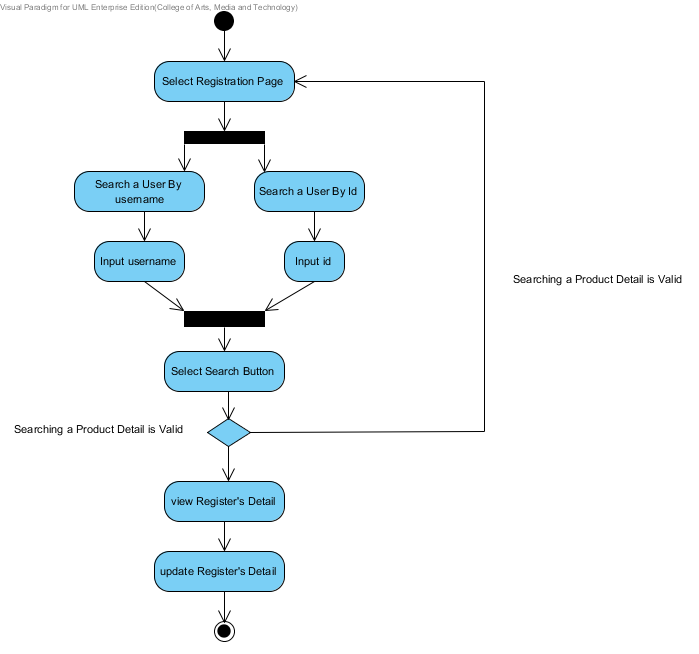 Visual Paradigm for UML Enterprise Edition(College of Arts, Media and Technology)
Select Registration Page
Search a User By
username
Search a User By Id
Input username
Input id
Searching a Product Detail is Valid
Select Search Button
Searching a Product Detail is Valid
view Register's Detail
update Register's Detail